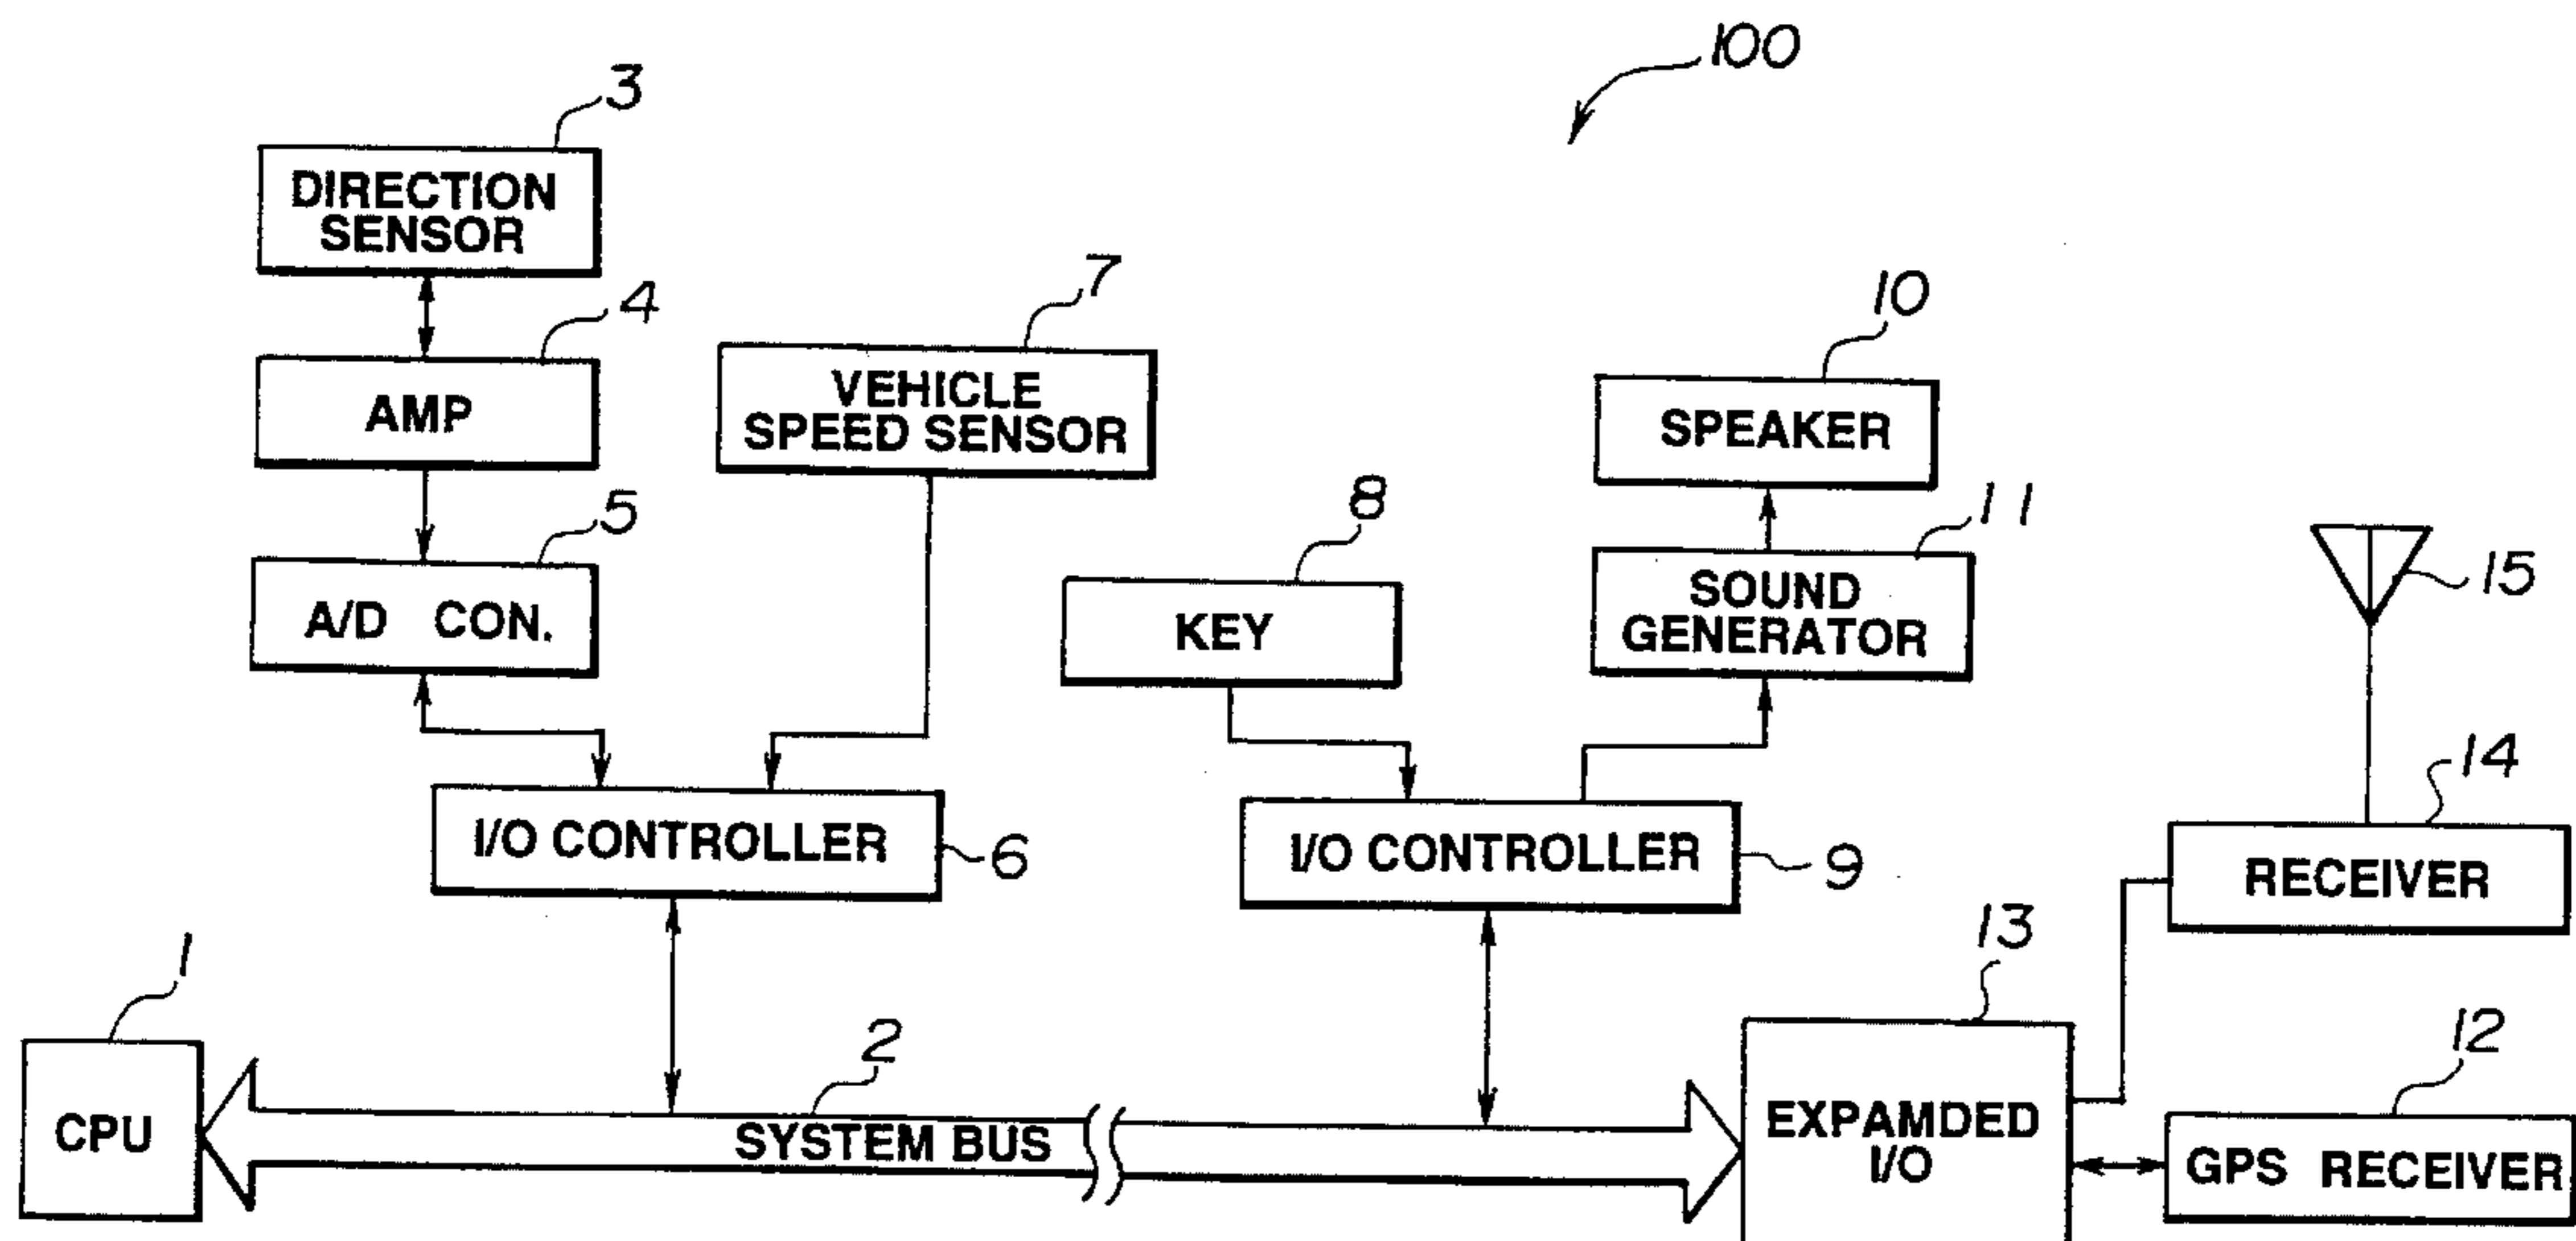 100
3
DIRECTION
SENSOR
4
AMP
7
VEHICLE
SPEED SENSOR
10
SPEAKER
5
A/D CON.
8
KEY
11
SOUND
GENERATOR
15
I/O CONTROLLER
6
I/O CONTROLLER
9
14
RECEIVER
1
CPU
2
SYSTEM BUS
13
EXPAMDED
I/O
12
GPS RECEIVER